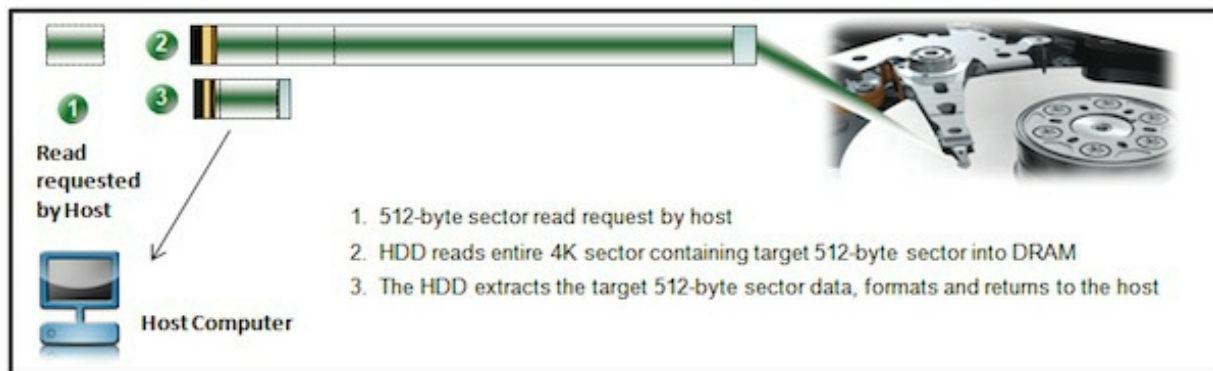 2
3
1
Read
requested
by Host
1. 512-byte sector read request by host
2. HDD reads entire 4K sector containing target 512-byte sector into DRAM
3. The HDD extracts the target 512-byte sector data, formats and returns to the host
Host Computer